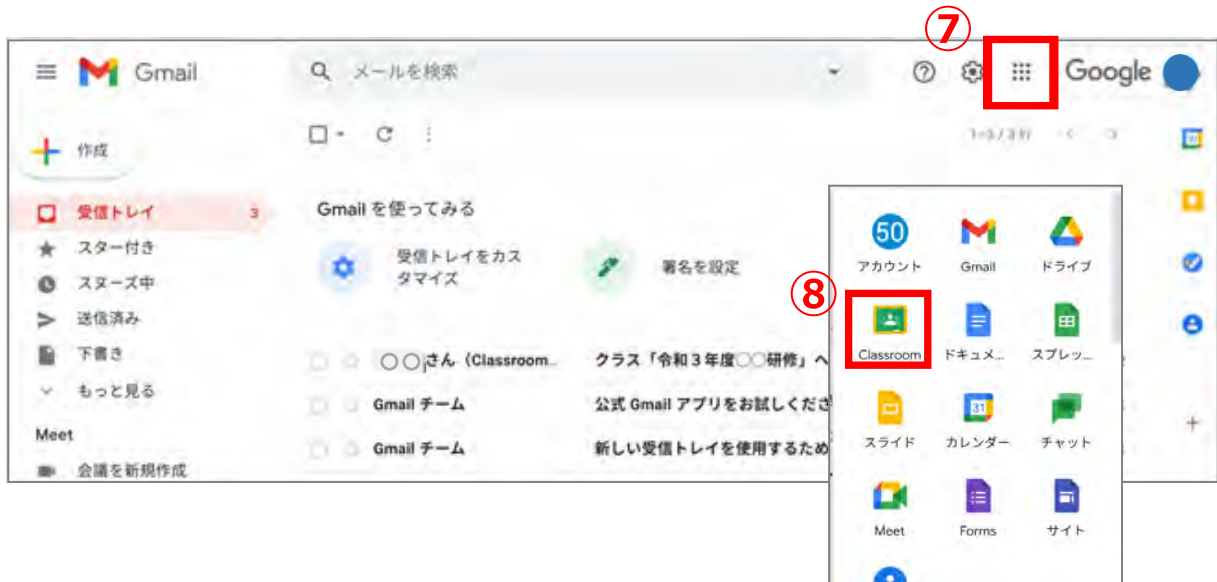 ⑦
Gmail
メールを検索
Google
作成
受信トレイ 3
Gmail を使ってみる
スター付き
受信トレイをカス
タマイズ
署名を設定
スヌーズ中
送信済み
下書き
もっと見る
○○さん（Classroom..
クラス「令和３年度○○研修」へ
Gmail チーム
公式 Gmail アプリをお試しくださ
Gmail チーム
新しい受信トレイを使用するため
Meet
会議を新規作成
50
アカウント
Gmail
ドライブ
⑧
Classroom
ドキュメ...
スプレッ...
スライド
31
カレンダー
チャット
Meet
Forms
サイト